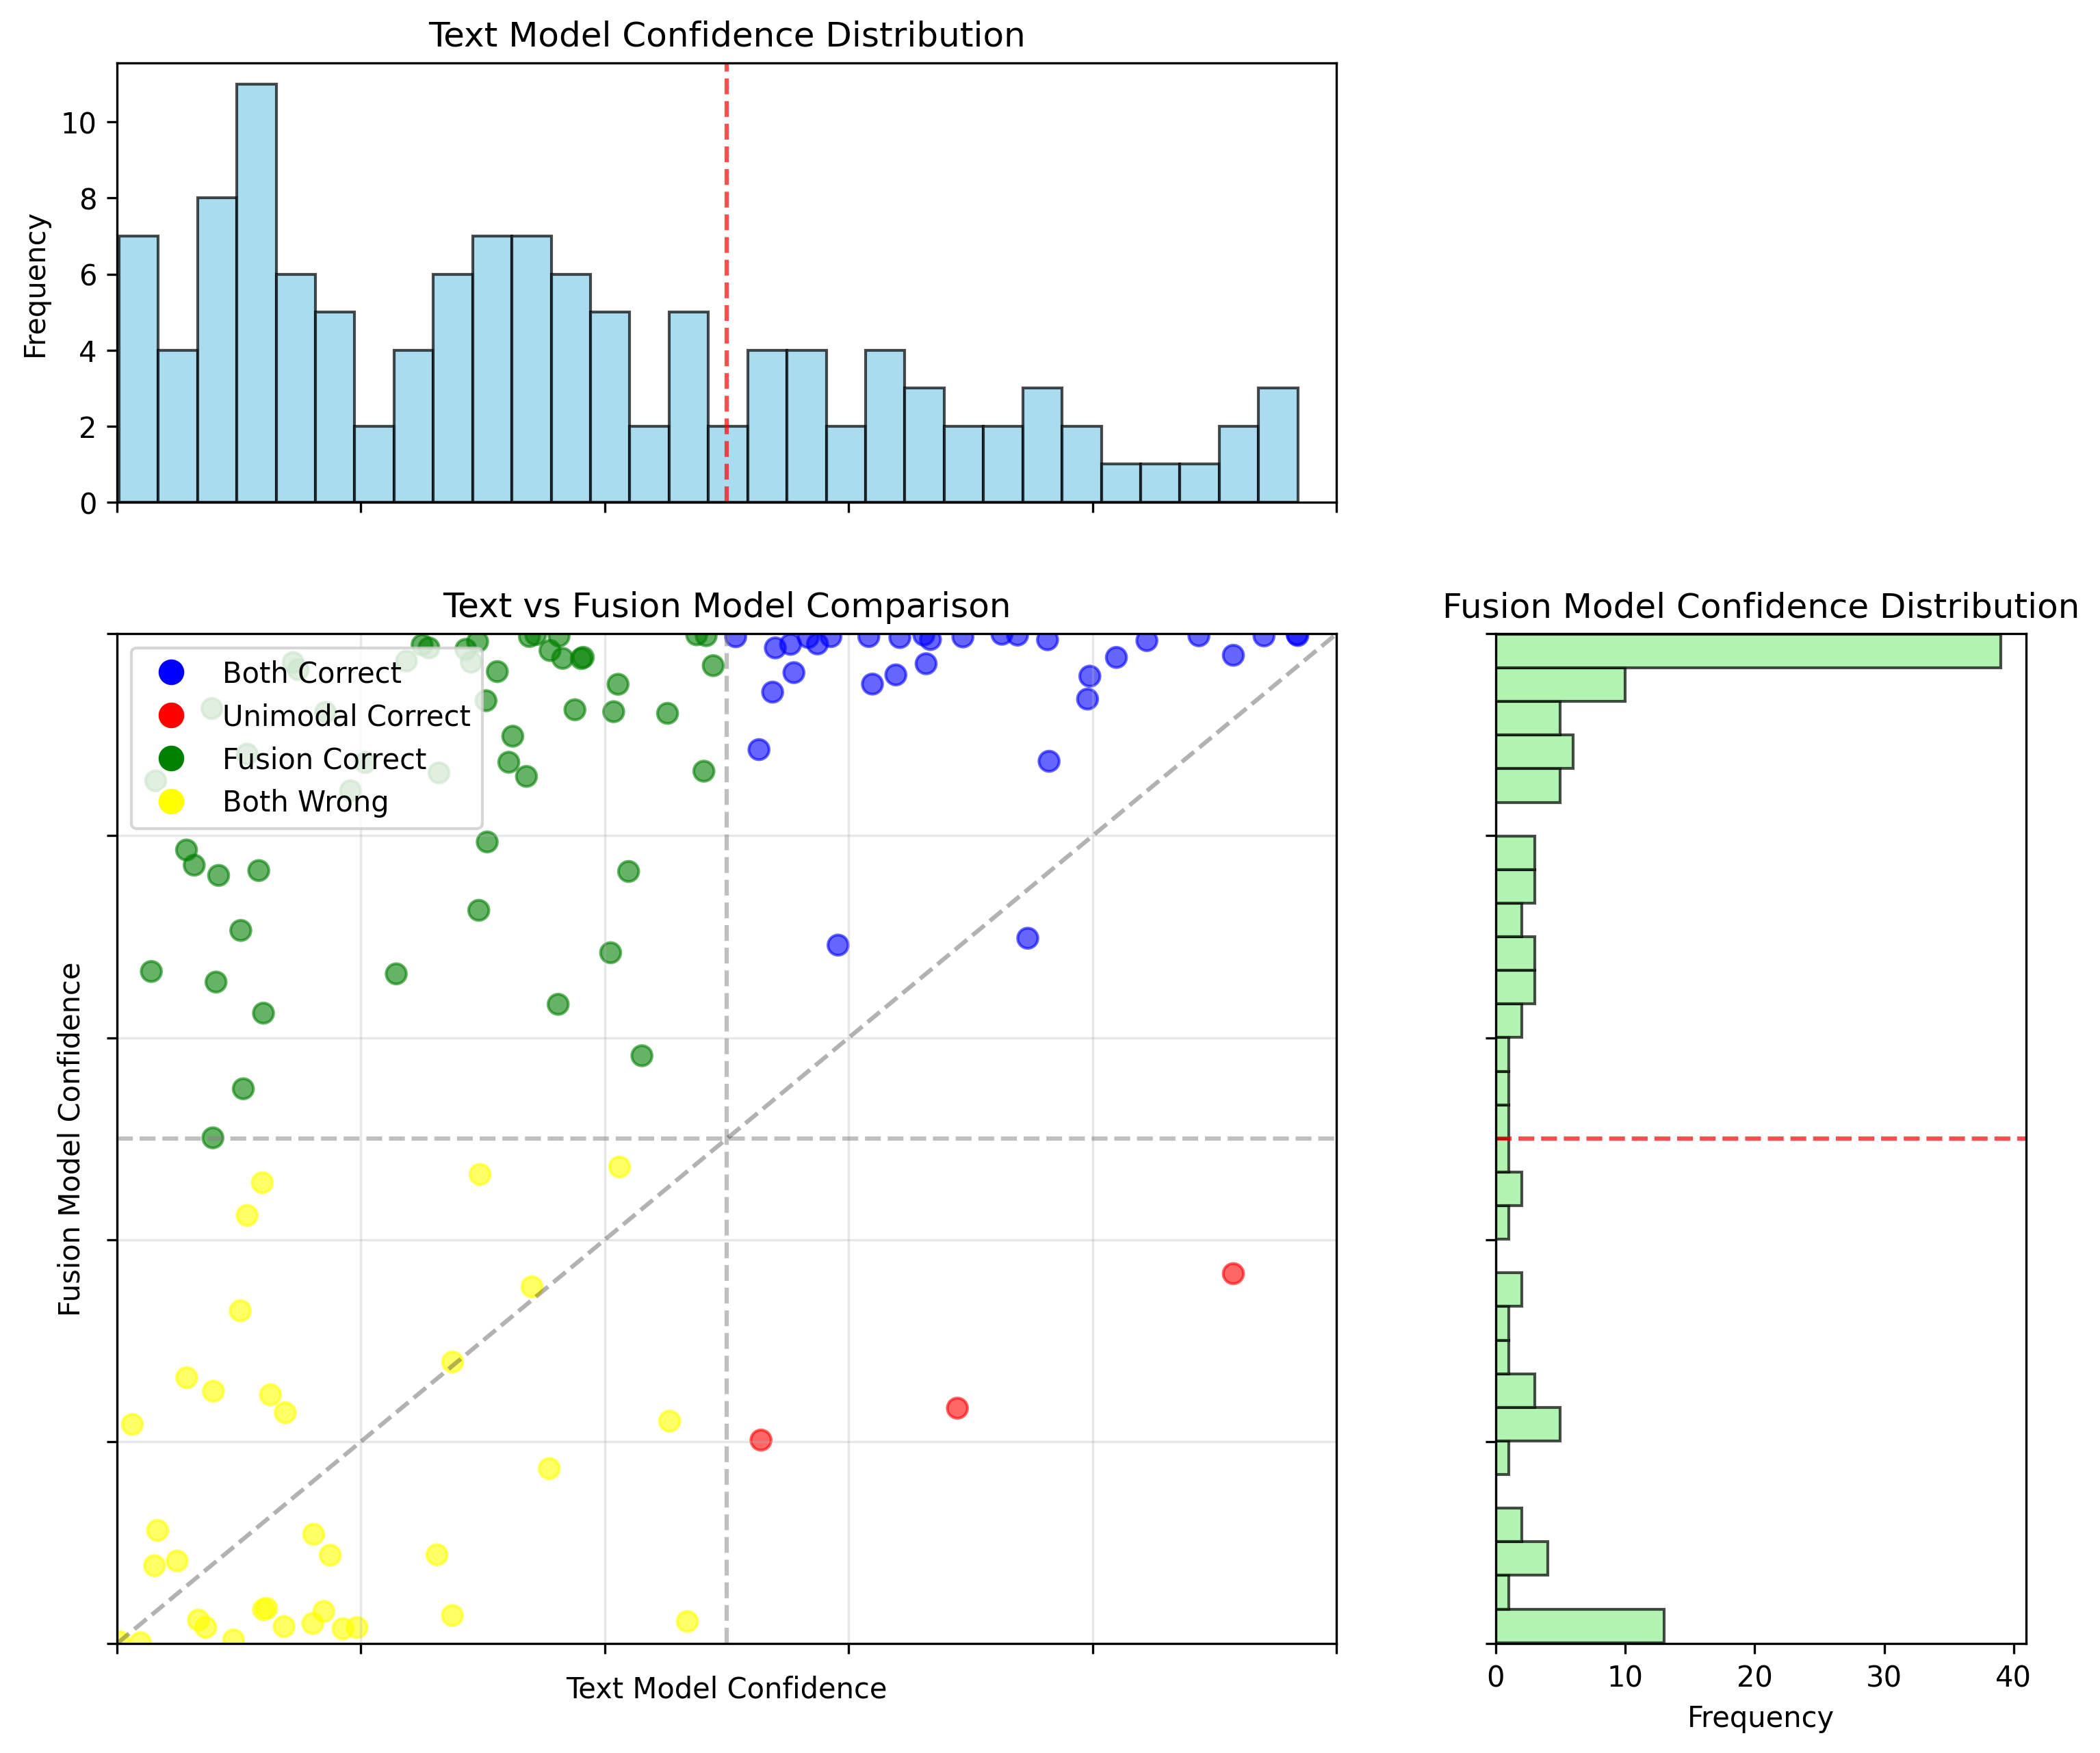 Text Model Confidence Distribution
Frequency
10
8
6
4
2
0
Text vs Fusion Model Comparison
Both Correct
Unimodal Correct
Fusion Correct
Both Wrong
Fusion Model Confidence
Text Model Confidence
Fusion Model Confidence Distribution
0 10 20 30 40
Frequency